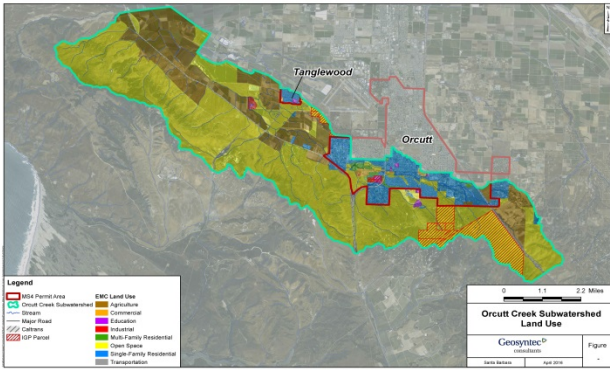 Tanglewood
Orcutt
Legend
MS4 Permit Area
Orcutt Creek Subwatershed
Stream
Major Road
Caltrans
IGP Parcel
EMC Land Use
Agriculture
Commercial
Education
Industrial
Multi-Family Residential
Open Space
Single-Family Residential
Transportation
0 1.1 2.2 Miles
Orcutt Creek Subwatershed
Land Use
Geosyntec
consultants
Figure
-
Santa Barbara April 2016